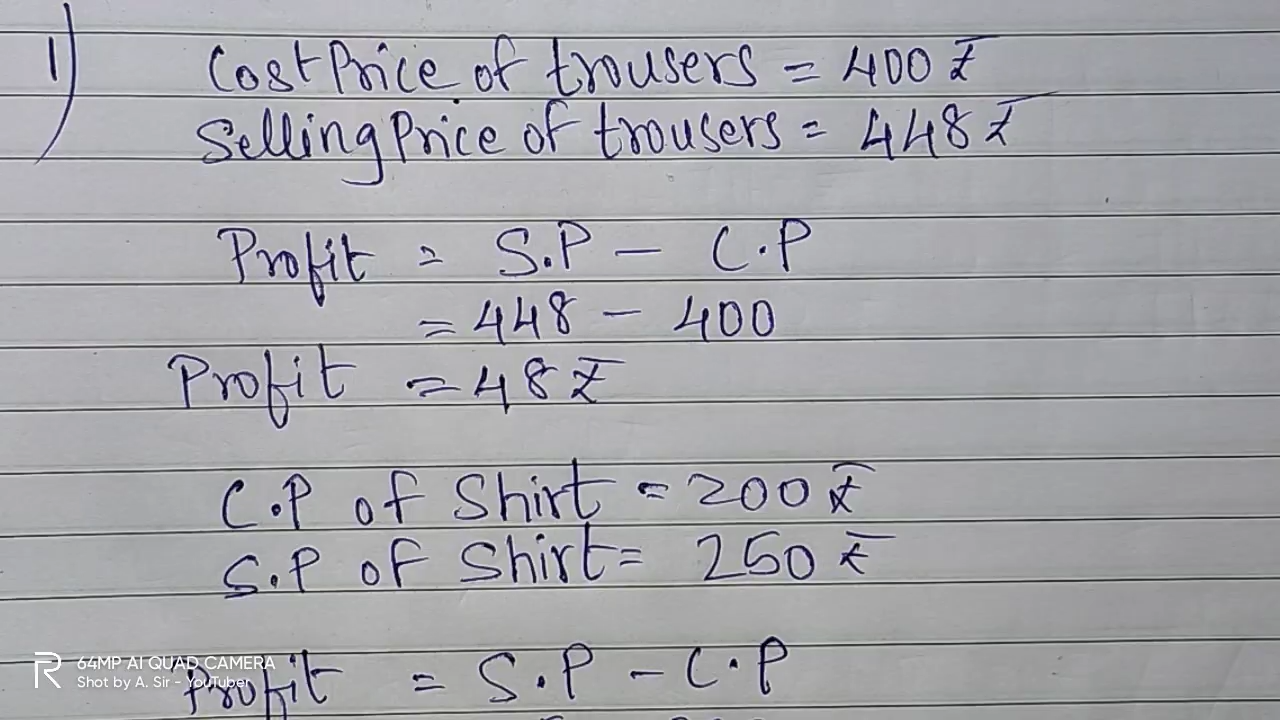 1) Cost Price of trousers = 400 ₹
Selling Price of trousers = 448 ₹
Profit = S.P - C.P
= 448 - 400
Profit = 48 ₹
C.P of Shirt = 200 ₹
S.P of Shirt = 250 ₹
Profit = S.P - C.P
R 64MP AI QUAD CAMERA
Shot by A. Sir - YouTuber